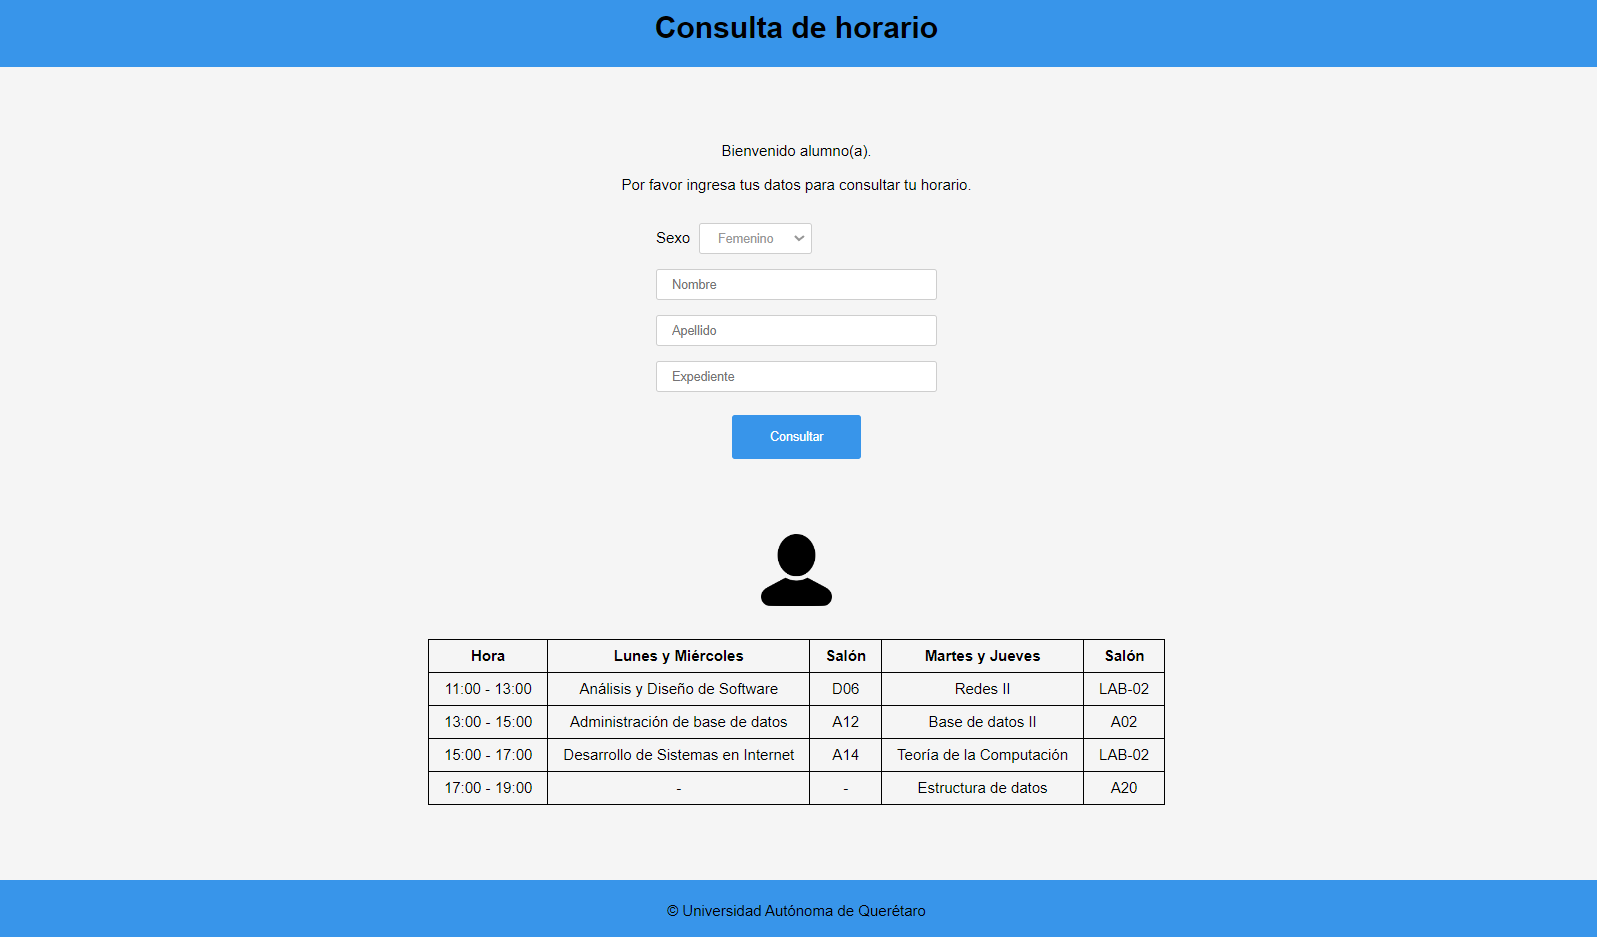 Consulta de horario
Bienvenido alumno(a).
Por favor ingresa tus datos para consultar tu horario.
Sexo Femenino
Nombre
Apellido
Expediente
Consultar
Hora Lunes y Miércoles Salón Martes y Jueves Salón
11:00 - 13:00 Análisis y Diseño de Software D06 Redes II LAB-02
13:00 - 15:00 Administración de base de datos A12 Base de datos II A02
15:00 - 17:00 Desarrollo de Sistemas en Internet A14 Teoría de la Computación LAB-02
17:00 - 19:00 - - Estructura de datos A20
© Universidad Autónoma de Querétaro